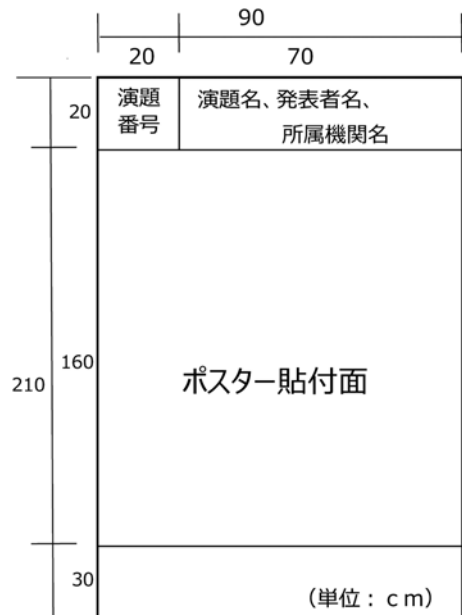 90
20
70
20
演題
番号
演題名、発表者名、
所属機関名
160
210
ポスター貼付面
30
(単位：ｃｍ)